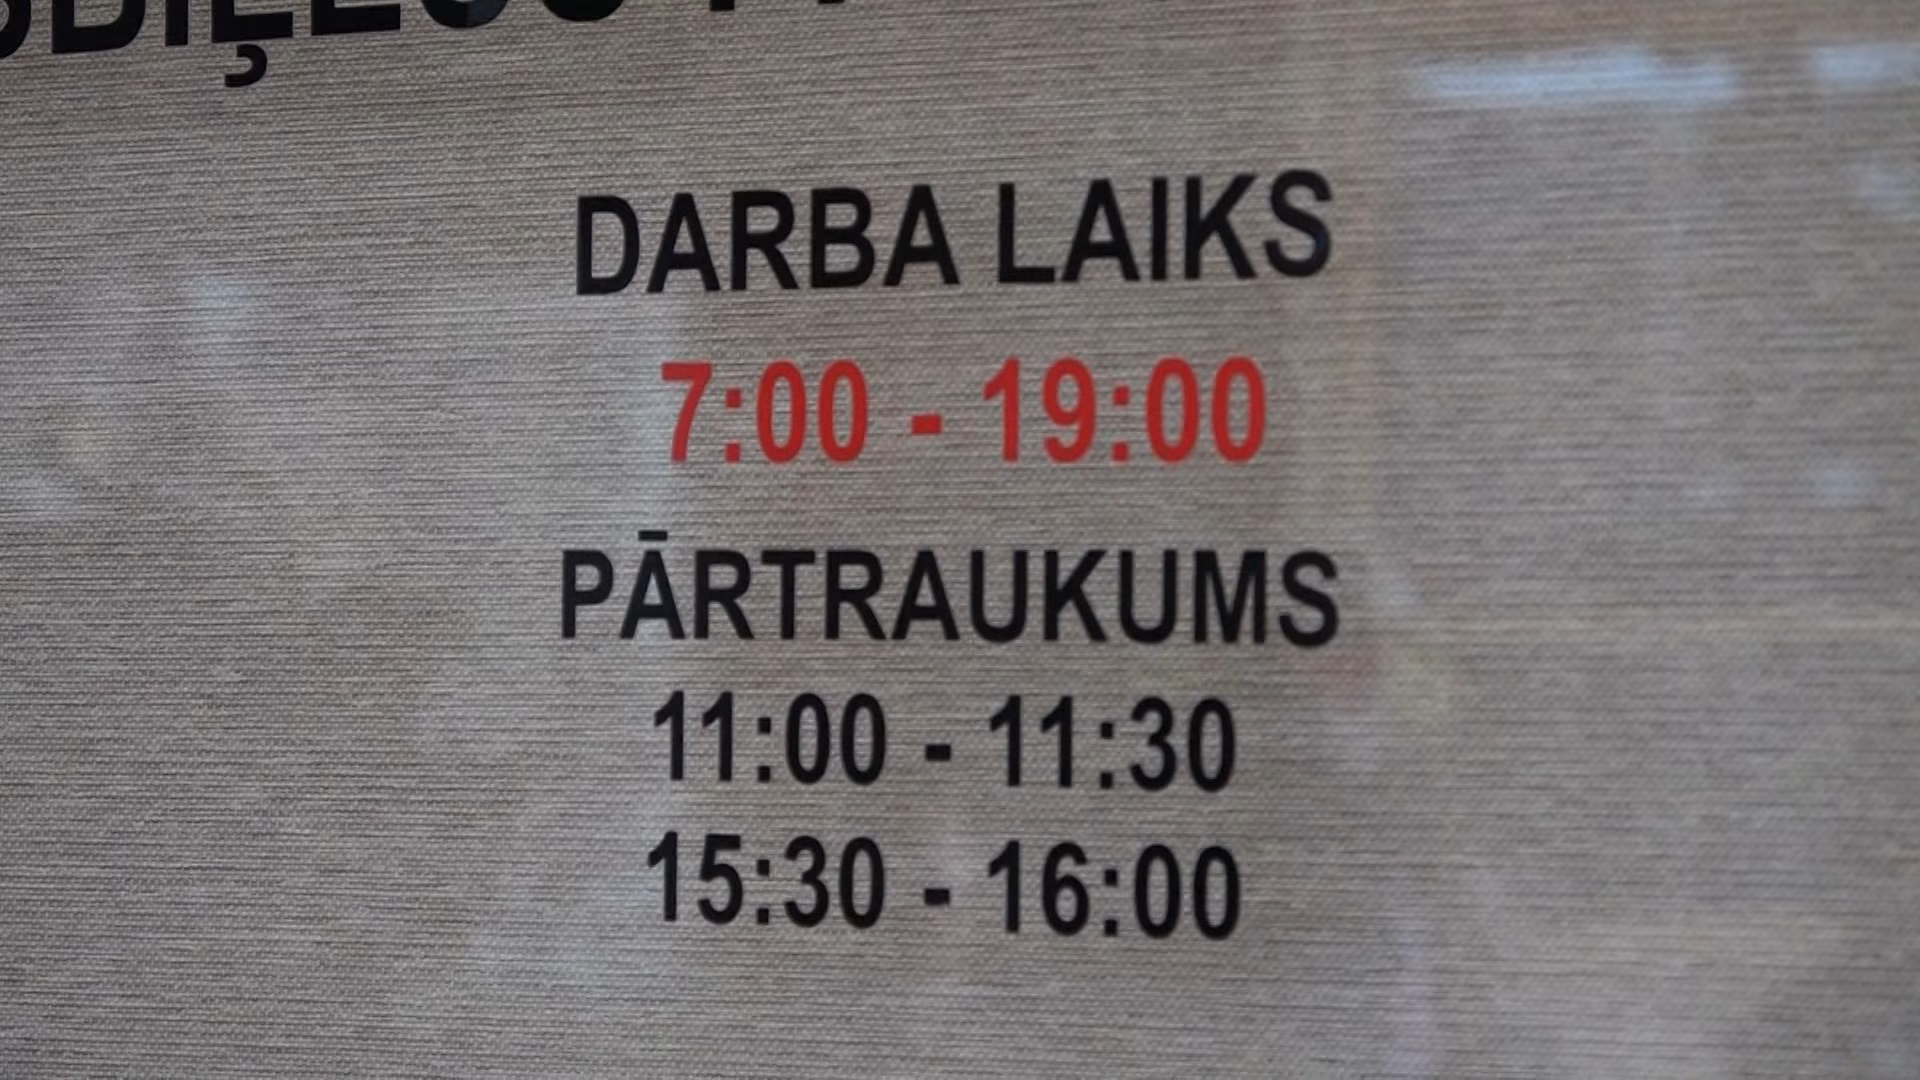 DARBA LAIKS
7:00 - 19:00
PĀRTRAUKUMS
11:00 - 11:30
15:30 - 16:00